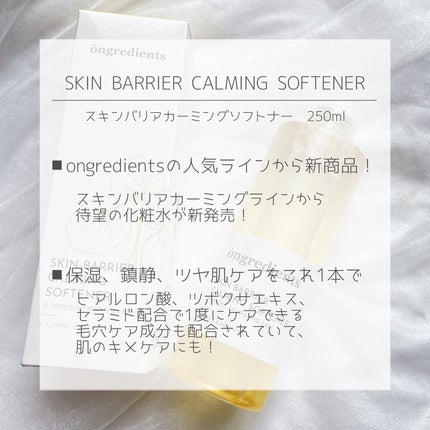 ongredients
SKIN BARRIER CALMING SOFTENER
スキンバリアカーミングソフトナー 250ml
■ongredientsの人気ラインから新商品！
スキンバリアカーミングラインから
待望の化粧水が新発売！
■保湿、鎮静、ツヤ肌ケアをこれ1本で
ヒアルロン酸、ツボクサエキス、
セラミド配合で1度にケアできる
毛穴ケア成分も配合されていて、
肌のキメケアにも！
SKIN BARRIER
SOFTENER
ongredients